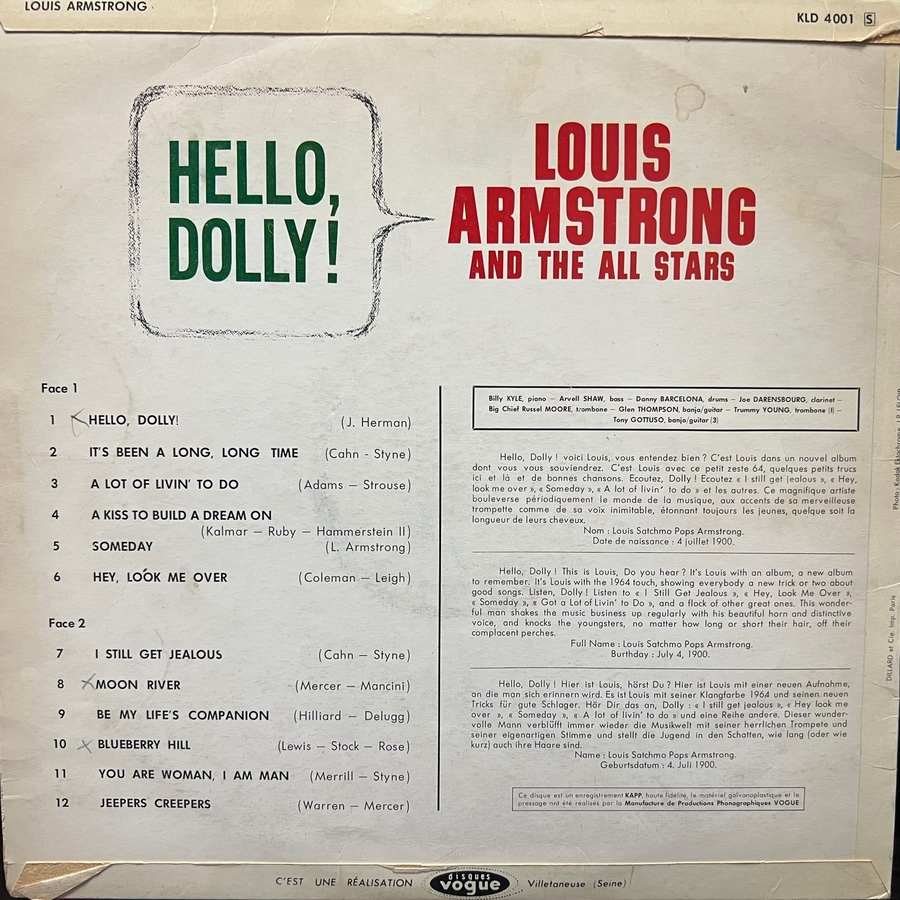 LOUIS ARMSTRONG
KLD 4001 S
HELLO,
DOLLY!
LOUIS
ARMSTRONG
AND THE ALL STARS
Face 1
1 HELLO, DOLLY! (J. Herman)
2 IT'S BEEN A LONG, LONG TIME (Cahn - Styne)
3 A LOT OF LIVIN' TO DO (Adams — Strouse)
4 A KISS TO BUILD A DREAM ON
(Kalmar — Ruby — Hammerstein II)
5 SOMEDAY (L. Armstrong)
6 HEY, LOOK ME OVER (Coleman — Leigh)
Face 2
7 I STILL GET JEALOUS (Cahn — Styne)
8 MOON RIVER (Mercer — Mancini)
9 BE MY LIFE'S COMPANION (Hilliard — Delugg)
10 BLUEBERRY HILL (Lewis — Stock — Rose)
11 YOU ARE WOMAN, I AM MAN (Merrill — Styne)
12 JEEPERS CREEPERS (Warren — Mercer)
Billy KYLE, piano — Arvell SHAW, bass — Danny BARCELONA, drums — Joe DARENSBOURG, clarinet —
Big Chief Russel MOORE, trombone — Glen THOMPSON, banjo/guitar — Trummy YOUNG, trombone (1) —
Tony GOTTUSO, banjo/guitar (3)
Hello, Dolly ! voici Louis, vous entendez bien ? C'est Louis dans un nouvel album
dont vous vous souviendrez. C'est Louis avec ce petit zeste 64, quelques petits trucs
ici et là et de bonnes chansons. Ecoutez, Dolly ! Ecoutez « I still get jealous », « Hey,
look me over », « Someday », « A lot of livin' to do » et les autres. Ce magnifique artiste
bouleverse périodiquement le monde de la musique, aux accents de sa merveilleuse
trompette comme de sa voix inimitable, étonnant toujours les jeunes, quelque soit la
longueur de leurs cheveux.
Nom : Louis Satchmo Pops Armstrong.
Date de naissance : 4 juillet 1900.
Hello, Dolly ! This is Louis, Do you hear ? It's Louis with an album, a new album
to remember. It's Louis with the 1964 touch, showing everybody a new trick or two about
good songs. Listen, Dolly ! Listen to « I Still Get Jealous », « Hey, Look Me Over »,
« Someday », « Got a Lot of Livin' to Do », and a flock of other great ones. This wonder-
ful man shakes the music business up regularly with his beautiful horn and distinctive
voice, and knocks the youngsters, no matter how long or short their hair, off their
complacent perches.
Full Name : Louis Satchmo Pops Armstrong.
Burthday : July 4, 1900.
Hello, Dolly ! Hier ist Louis, hörst Du ? Hier ist Louis mit einer neuen Aufnahme,
an die man sich erinnern wird. Es ist Louis mit seiner Klangfarbe 1964 und seinen neuen
Tricks für gute Schlager. Hör Dir das an, Dolly : « I still get jealous », « Hey look me
over », « Someday », « A lot of livin' to do » und eine Reihe andere. Dieser wunder-
volle Mann verblüfft immer wieder die Musikwelt mit seiner herrlichen Trompete und
seiner eigenartigen Stimme und stellt die Jugend in den Schatten, wie lang (oder wie
kurz) auch ihre Haare sind.
Name : Louis Satchmo Pops Armstrong.
Geburtsdatum : 4. Juli 1900.
Ce disque est un enregistrement KAPP, haute fidélité, le matériel galvanoplastique et le
pressage ont été réalisés par la Manufacture de Productions Phonographiques VOGUE
C'EST UNE RÉALISATION disques vogue Villetaneuse (Seine)
DILLARD et Cie. Imp. Paris